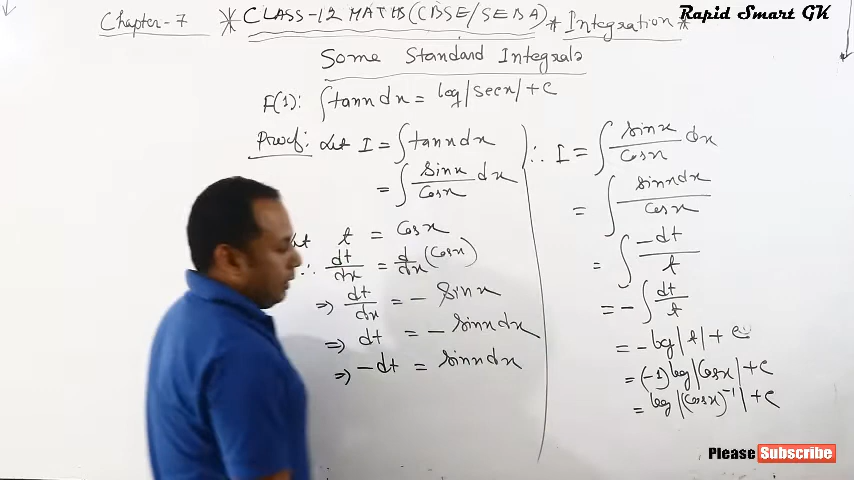 Rapid Smart GK
Chapter-7 * CLASS-12 MATHS (CBSE/SEBA) * Integration *
Some Standard Integrals
F(1): ∫tanx dx = log|secx| + C
Proof: Let I = ∫tanx dx
= ∫ sinx/cosx dx
t = cosx
∴ dt/dx = d/dx (cosx)
⇒ dt/dx = - sinx
⇒ dt = - sinx dx
⇒ -dt = sinx dx
∴ I = ∫ sinx/cosx dx
= ∫ sinx dx/cosx
= ∫ -dt/t
= - ∫ dt/t
= - log|t| + C
= (-1) log|cosx| + C
= log|(cosx)⁻¹| + C
Please Subscribe